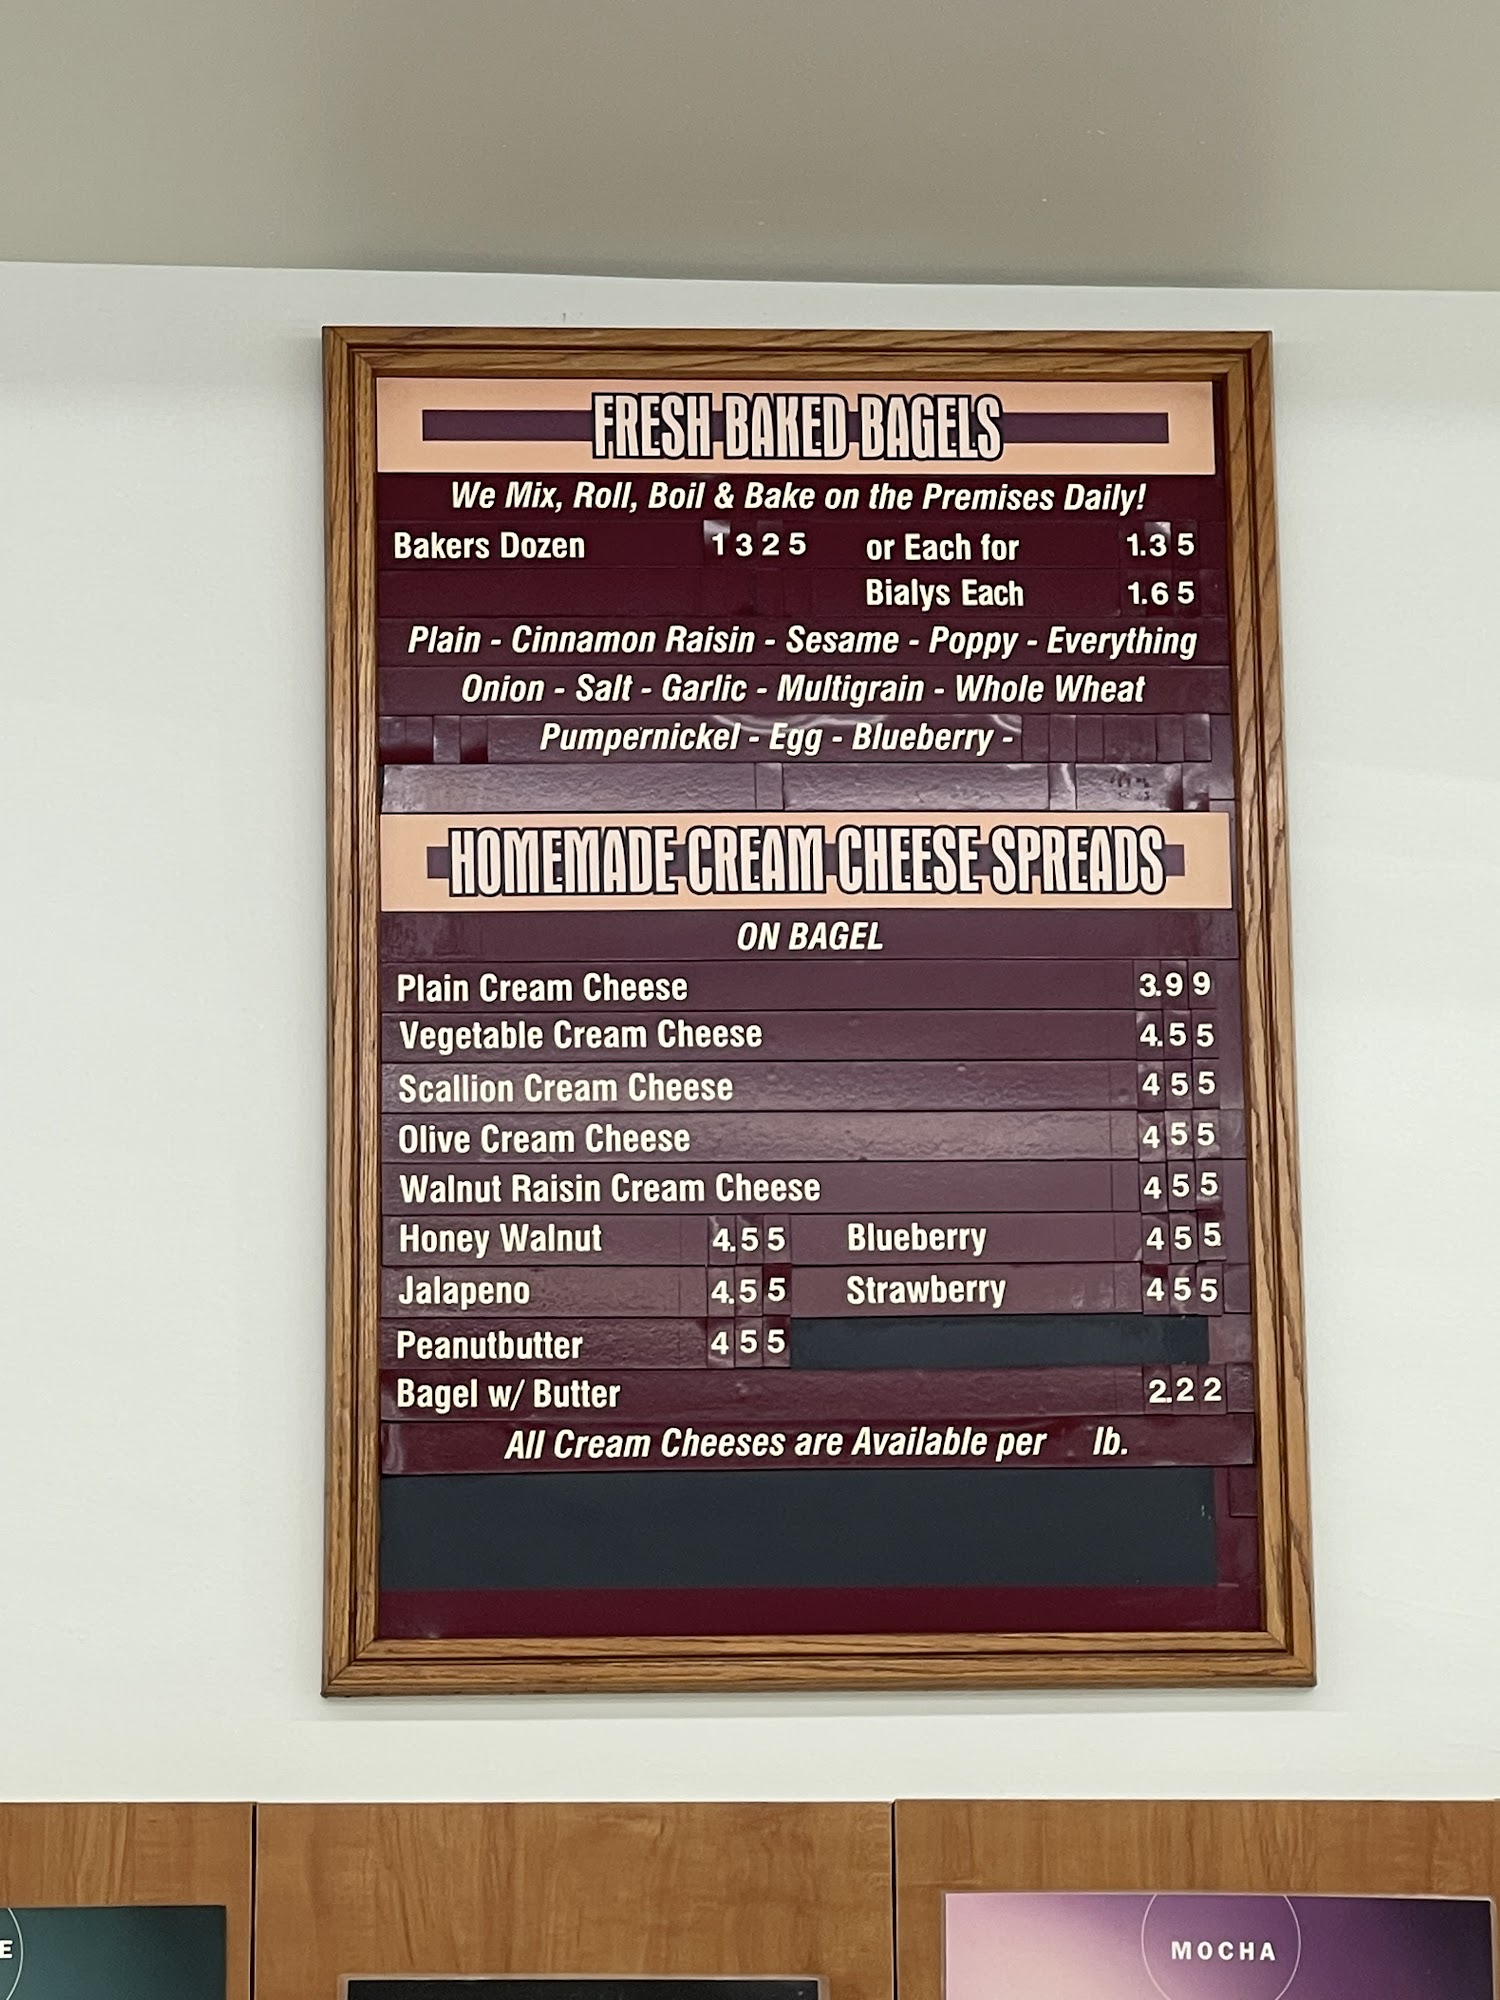 FRESH BAKED BAGELS
We Mix, Roll, Boil & Bake on the Premises Daily!
Bakers Dozen 1325 or Each for 1.35
Bialys Each 1.65
Plain - Cinnamon Raisin - Sesame - Poppy - Everything
Onion - Salt - Garlic - Multigrain - Whole Wheat
Pumpernickel - Egg - Blueberry -
HOMEMADE CREAM CHEESE SPREADS
ON BAGEL
Plain Cream Cheese 3.99
Vegetable Cream Cheese 4.55
Scallion Cream Cheese 455
Olive Cream Cheese 455
Walnut Raisin Cream Cheese 455
Honey Walnut 4.55 Blueberry 455
Jalapeno 4.55 Strawberry 455
Peanutbutter 455
Bagel w/ Butter 2.22
All Cream Cheeses are Available per lb.
E
MOCHA